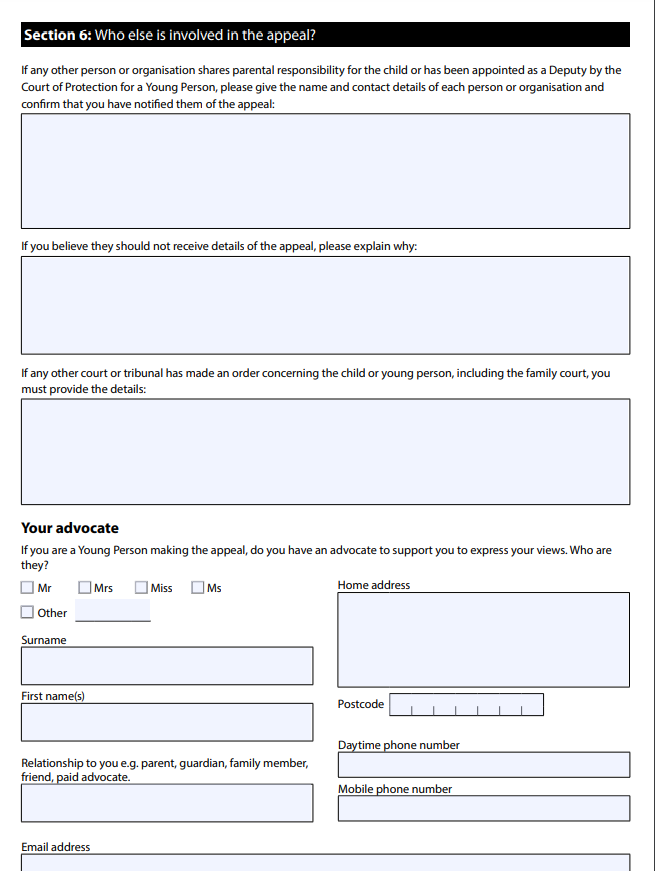 Section 6: Who else is involved in the appeal?
If any other person or organisation shares parental responsibility for the child or has been appointed as a Deputy by the
Court of Protection for a Young Person, please give the name and contact details of each person or organisation and
confirm that you have notified them of the appeal:
If you believe they should not receive details of the appeal, please explain why:
If any other court or tribunal has made an order concerning the child or young person, including the family court, you
must provide the details:
Your advocate
If you are a Young Person making the appeal, do you have an advocate to support you to express your views. Who are
they?
Mr Mrs Miss Ms
Other
Surname
First name(s)
Relationship to you e.g. parent, guardian, family member,
friend, paid advocate.
Home address
Postcode
Daytime phone number
Mobile phone number
Email address